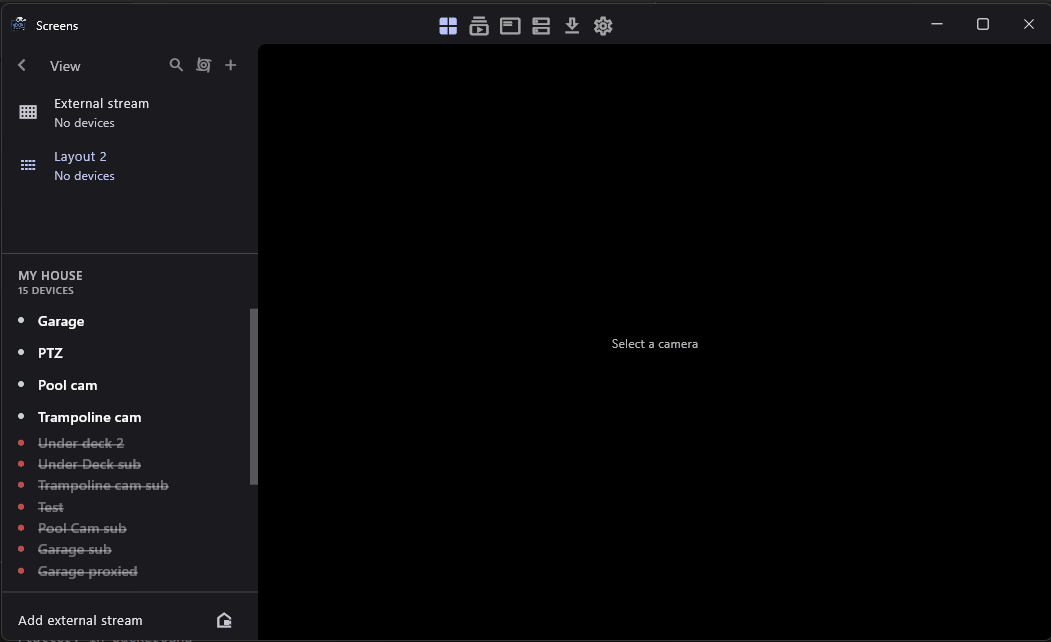 Screens
View
External stream
No devices
Layout 2
No devices
MY HOUSE
15 DEVICES
Garage
PTZ
Pool cam
Trampoline cam
Under deck 2
Under Deck sub
Trampoline cam sub
Test
Pool Cam sub
Garage sub
Garage proxied
Add external stream
Select a camera